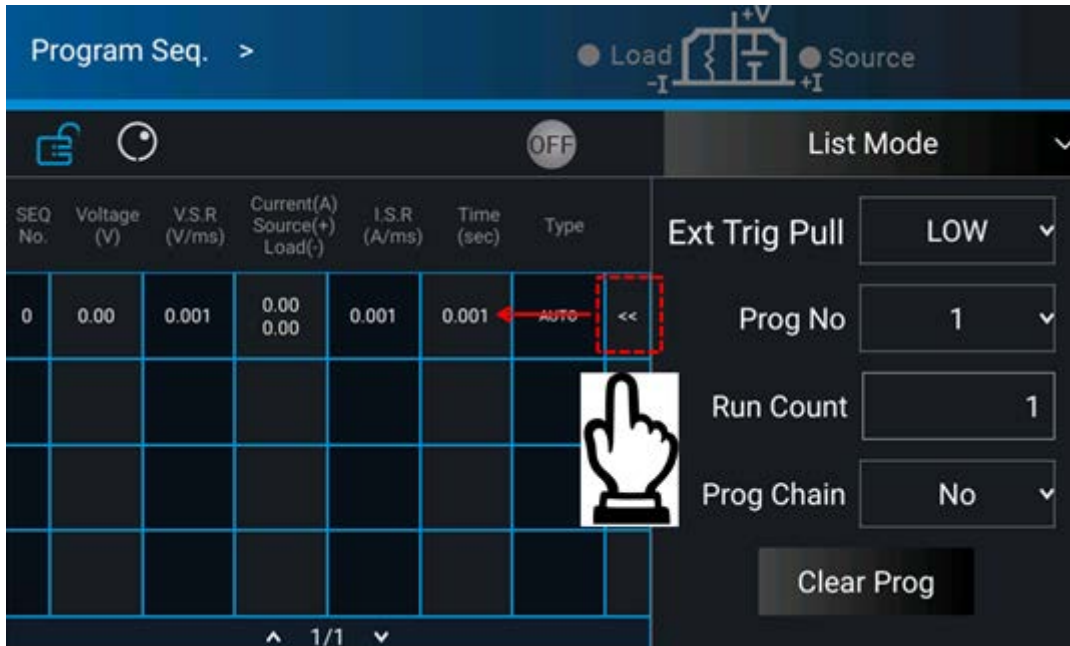 Program Seq. >
+V
Load
Source
-I
+I
OFF
List Mode
SEQ No.
Voltage (V)
V.S.R (V/ms)
Current(A) Source(+) Load(-)
I.S.R (A/ms)
Time (sec)
Type
0
0.00
0.001
0.00
0.00
0.001
0.001
AUTO
<<
1/1
Ext Trig Pull
LOW
Prog No
1
Run Count
1
Prog Chain
No
Clear Prog